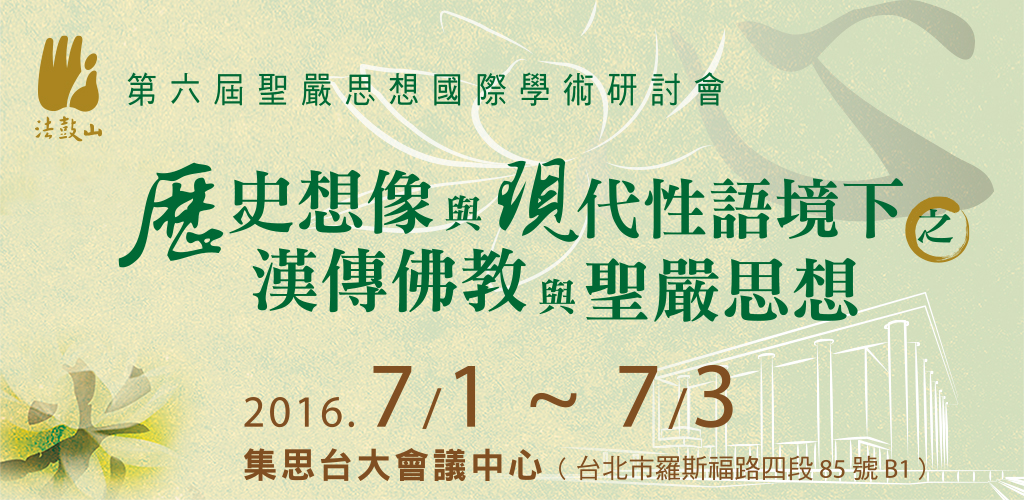 法鼓山
第六屆聖嚴思想國際學術研討會
歷史想像與現代性語境下之
漢傳佛教與聖嚴思想
2016. 7/1 ~ 7/3
集思台大會議中心（台北市羅斯福路四段 85 號 B1）